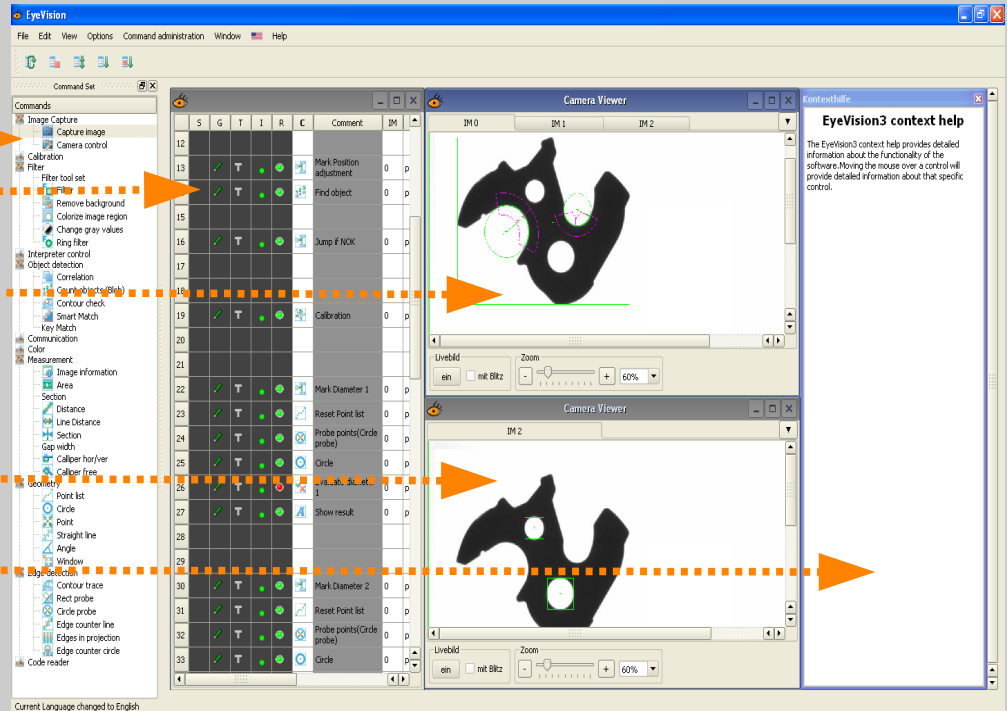 EyeVision
File Edit View Options Command administration Window Help
Command Set
Commands
Image Capture
Capture image
Camera control
Calibration
Filter
Filter tool set
Filter
Remove background
Colorize image region
Change gray values
Ring filter
Interpreter control
Object detection
Correlation
Count objects (Blob)
Contour check
Smart Match
Key Match
Communication
Color
Measurement
Image information
Area
Section
Distance
Line Distance
Section
Gap width
Calliper hor/ver
Calliper free
Geometry
Point list
Circle
Point
Straight line
Angle
Window
Edge detection
Contour trace
Rect probe
Circle probe
Edge counter line
Edges in projection
Edge counter circle
Code reader
S G T I R C Comment IM
12
13 T Mark Position adjustment 0 p
T Find object 0 p
15
16 T Jump if NOK 0 p
17
18
19 T Calibration 0 p
20
21
22 T Mark Diameter 1 0 p
23 T Reset Point list 0 p
24 T Probe points(Circle probe) 0 p
25 T Circle 0 p
26 T 1 0
27 T Show result 0 p
28
29
30 T Mark Diameter 2 0 p
31 T Reset Point list 0 p
32 T Probe points(Circle probe) 0 p
33 T Circle 0 p
Camera Viewer
IM 0 IM 1 IM 2
Livebild
ein mit Blitz
Zoom
- + 60%
Camera Viewer
IM 2
Livebild
ein mit Blitz
Zoom
- + 60%
Kontexthilfe
EyeVision3 context help
The EyeVision3 context help provides detailed
information about the functionality of the
software.Moving the mouse over a control will
provide detailed information about that specific
control.
Current Language changed to English